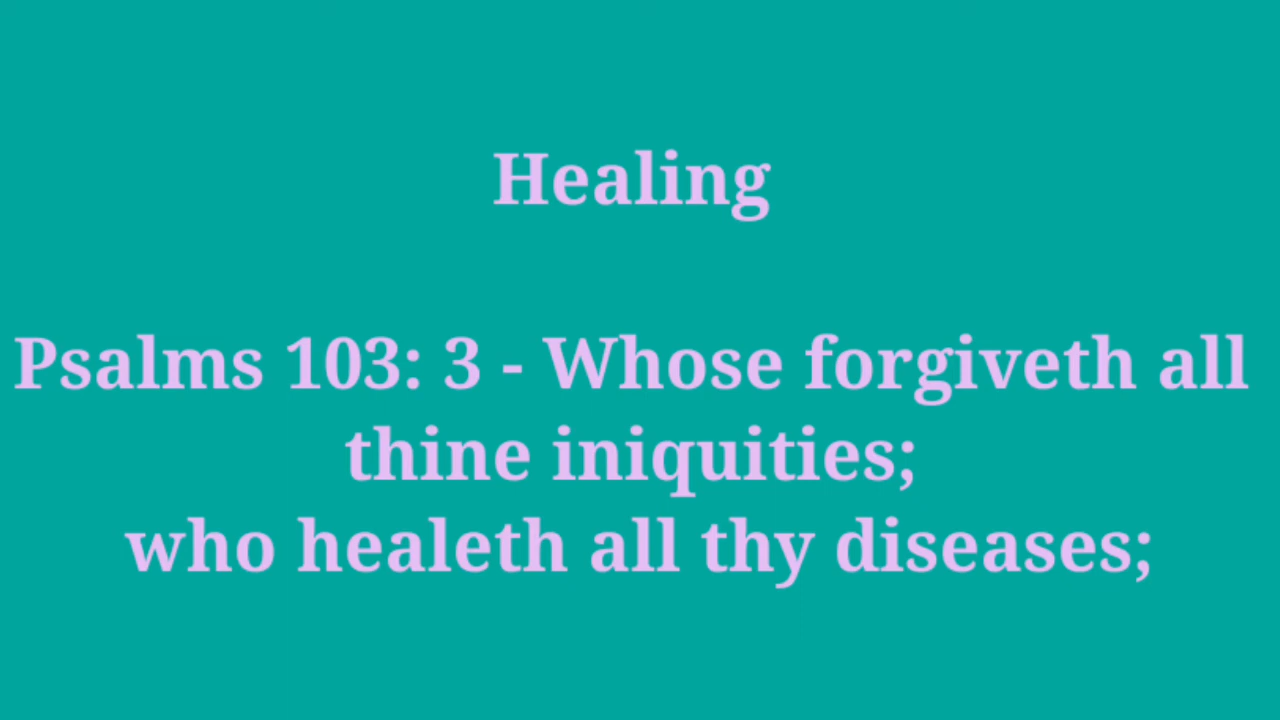 Healing
Psalms 103: 3 - Whose forgiveth all
thine iniquities;
who healeth all thy diseases;